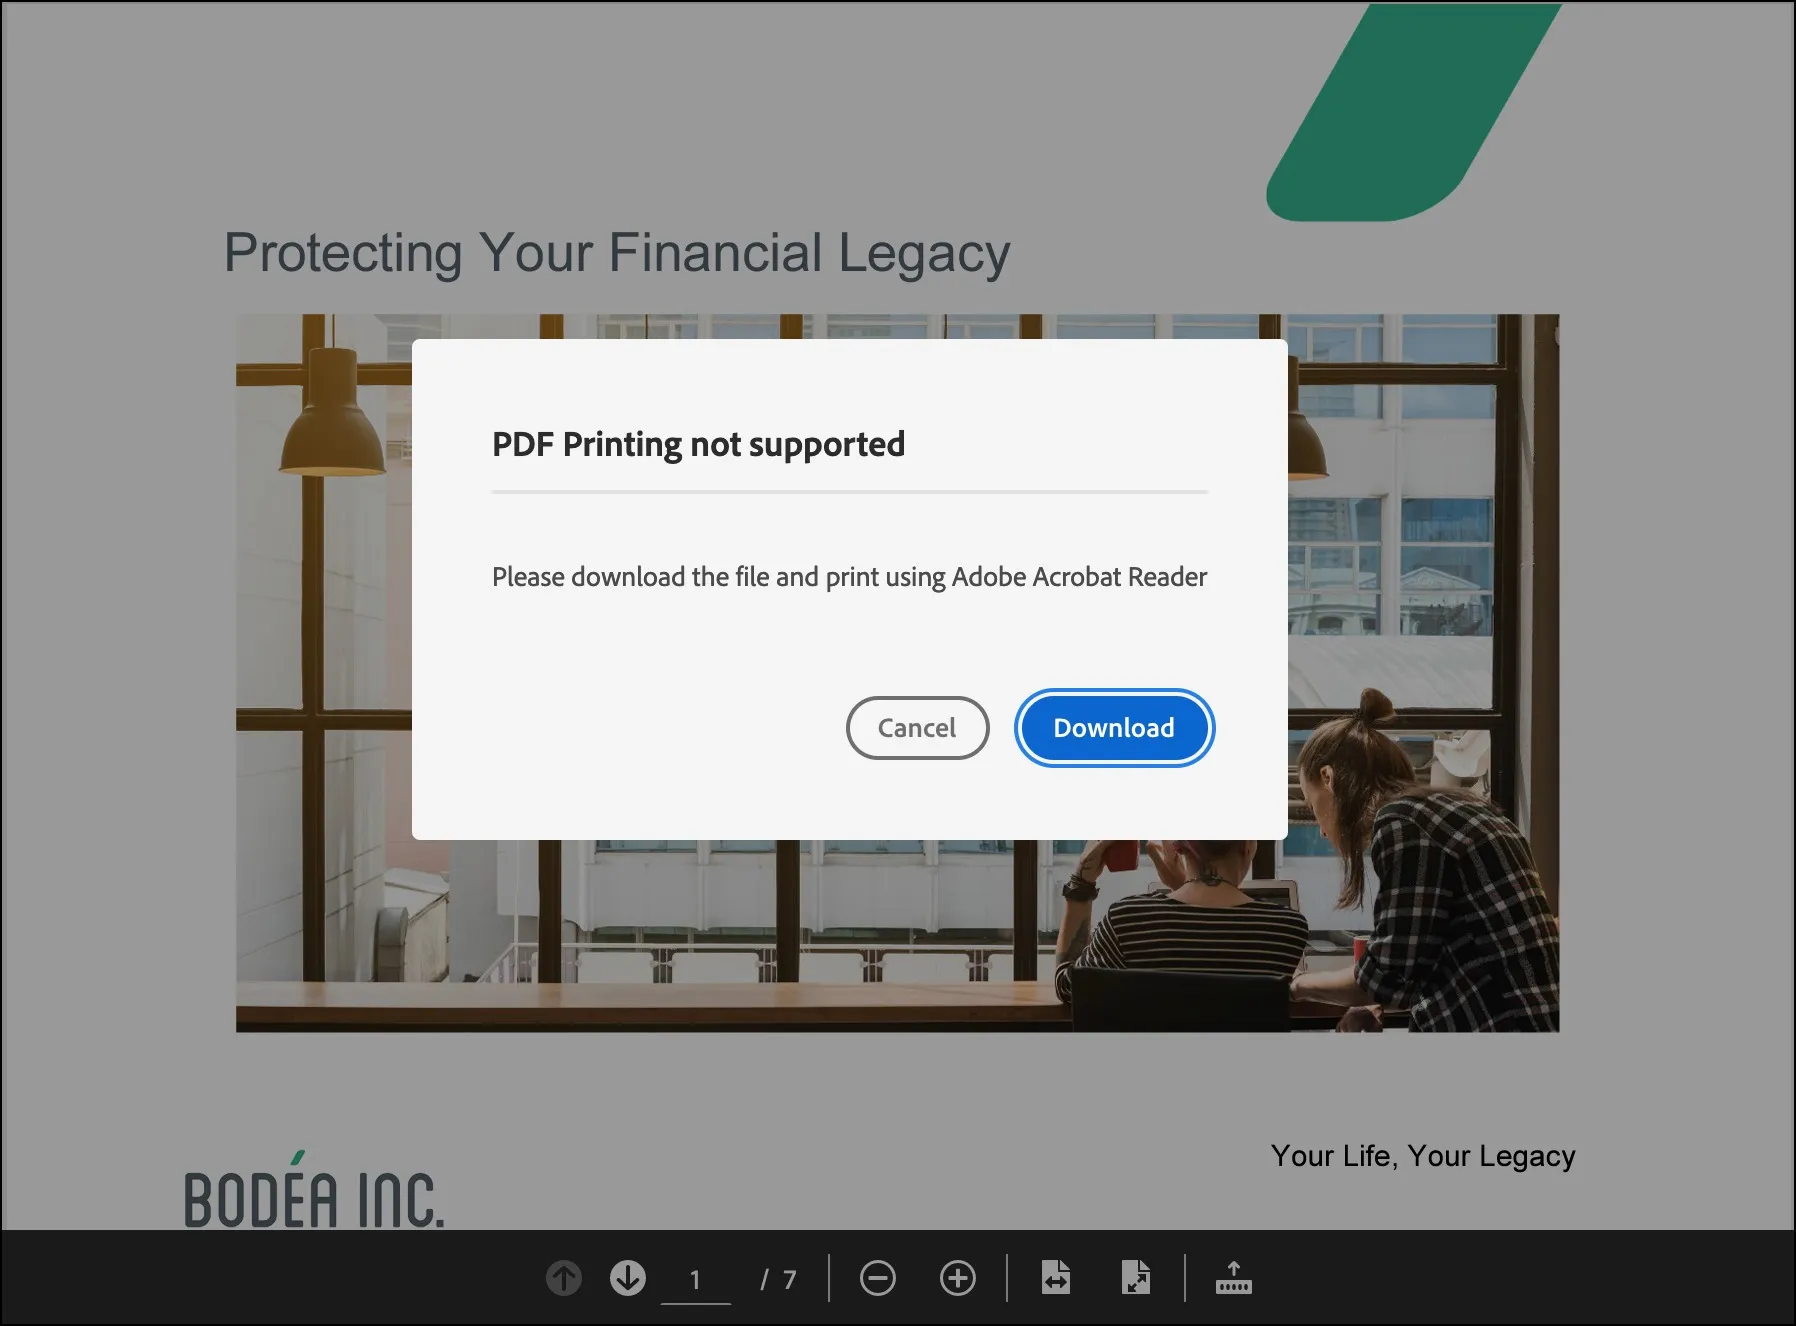 Protecting Your Financial Legacy
PDF Printing not supported
Please download the file and print using Adobe Acrobat Reader
Cancel
Download
Your Life, Your Legacy
BODÉA INC.
1 / 7